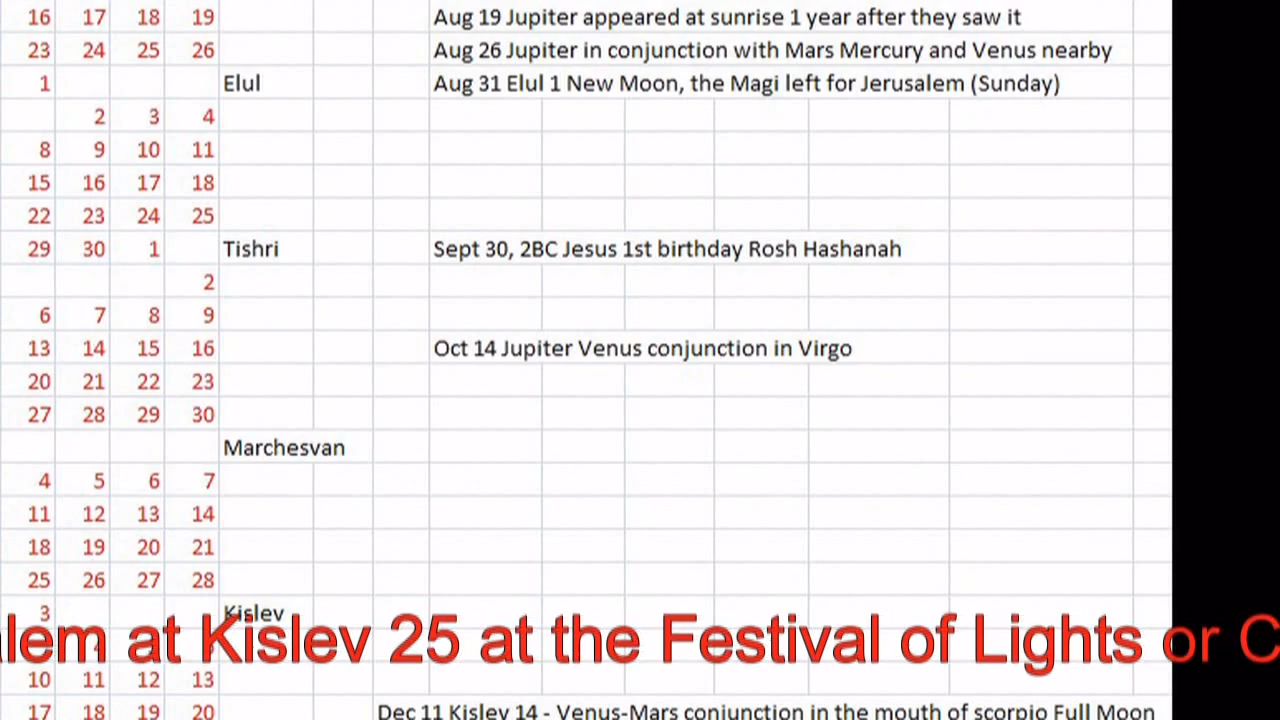 16 17 18 19 Aug 19 Jupiter appeared at sunrise 1 year after they saw it
23 24 25 26 Aug 26 Jupiter in conjunction with Mars Mercury and Venus nearby
1 Elul Aug 31 Elul 1 New Moon, the Magi left for Jerusalem (Sunday)
2 3 4
8 9 10 11
15 16 17 18
22 23 24 25
29 30 1 Tishri Sept 30, 2BC Jesus 1st birthday Rosh Hashanah
2
6 7 8 9
13 14 15 16 Oct 14 Jupiter Venus conjunction in Virgo
20 21 22 23
27 28 29 30
Marchesvan
4 5 6 7
11 12 13 14
18 19 20 21
25 26 27 28
3 Kislev
lem at Kislev 25 at the Festival of Lights or C
10 11 12 13
17 18 19 20 Dec 11 Kislev 14 - Venus-Mars conjunction in the mouth of scorpio Full Moon